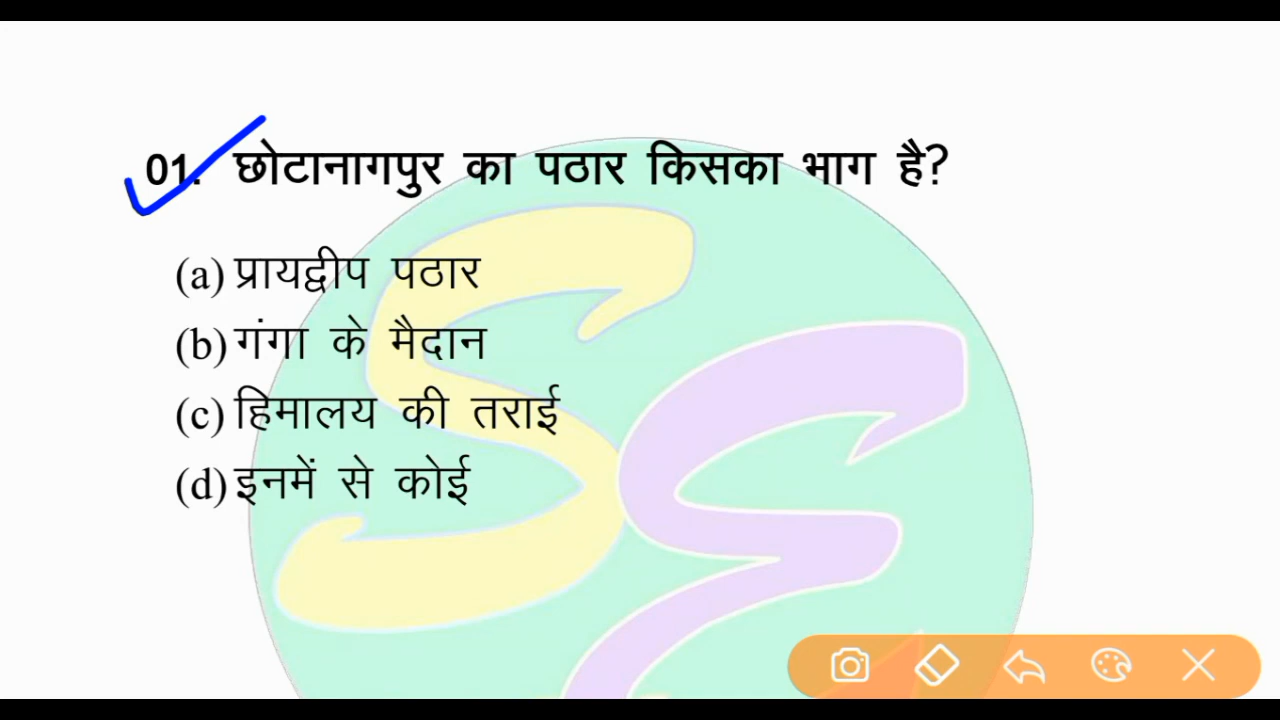 01. छोटानागपुर का पठार किसका भाग है?
(a) प्रायद्वीप पठार
(b) गंगा के मैदान
(c) हिमालय की तराई
(d) इनमें से कोई